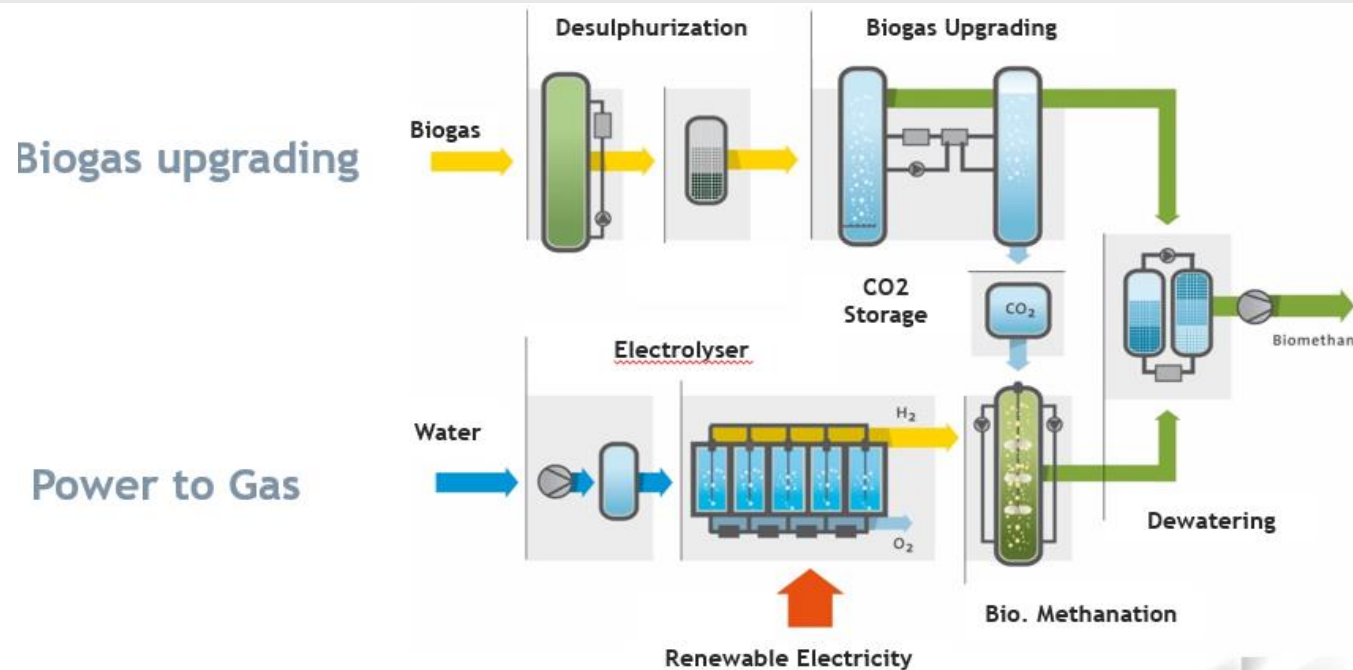 Desulphurization
Biogas Upgrading
Biogas
Biogas upgrading
CO2
Storage
CO₂
Electrolyser
Biomethan
Water
H₂
Power to Gas
O₂
Dewatering
Bio. Methanation
Renewable Electricity